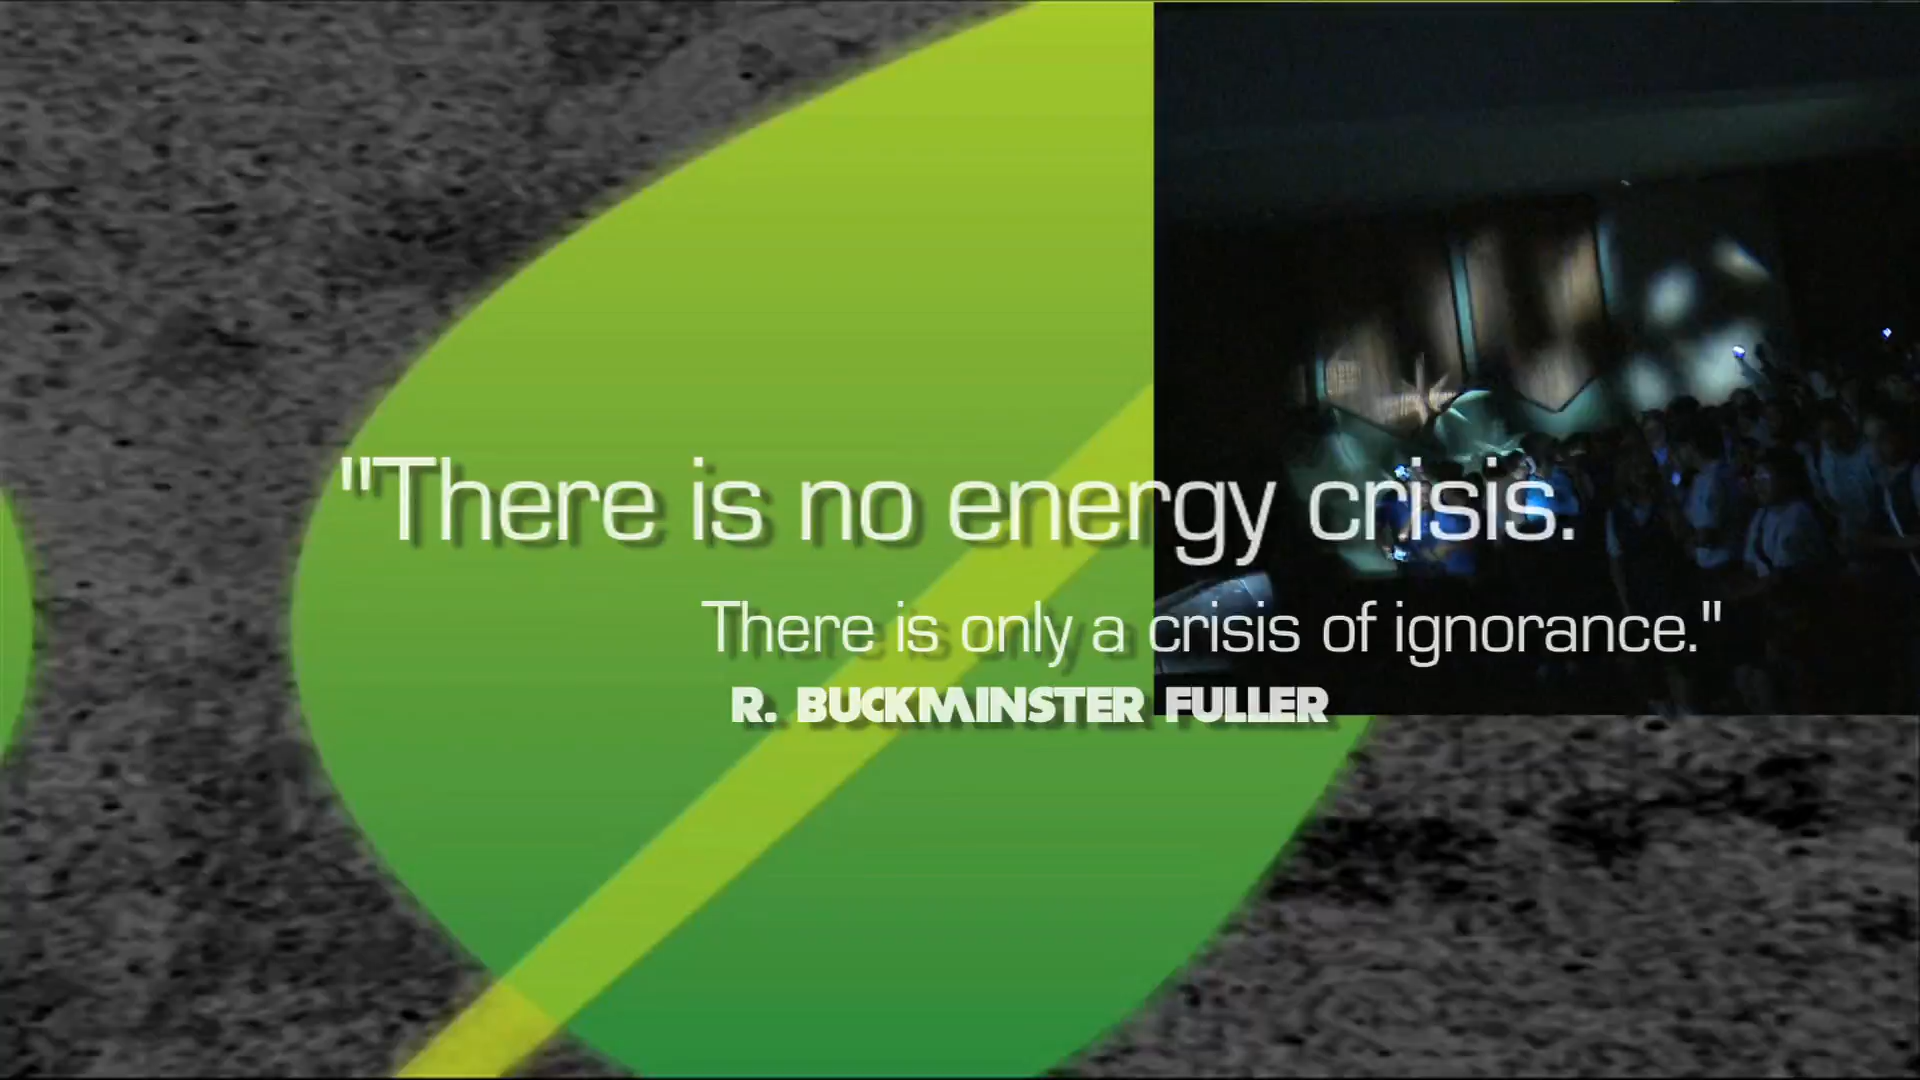 "There is no energy crisis.
There is only a crisis of ignorance."
R. BUCKMINSTER FULLER